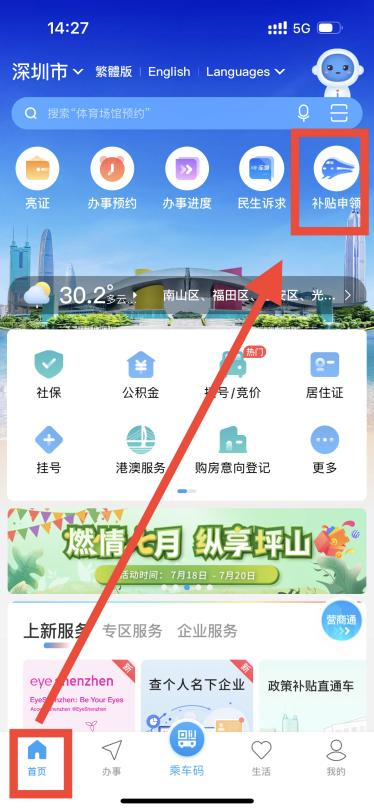 14:27
5G
深圳市
繁體版
English
Languages
搜索“体育场馆预约”
亮证
办事预约
办事进度
民生诉求
补贴申领
30.2°
多云
南山区、福田区、
安区、光...
社保
公积金
号/竞价
热门
居住证
挂号
港澳服务
购房意向登记
更多
燃情七月 纵享坪山
活动时间： 7月18日 - 7月20日
营商通
上新服务
专区服务
企业服务
eyeshenzhen
新
EyeShenzhen: Be Your Eyes
查个人名下企业
新
政策补贴直通车
首页
办事
乘车码
生活
我的